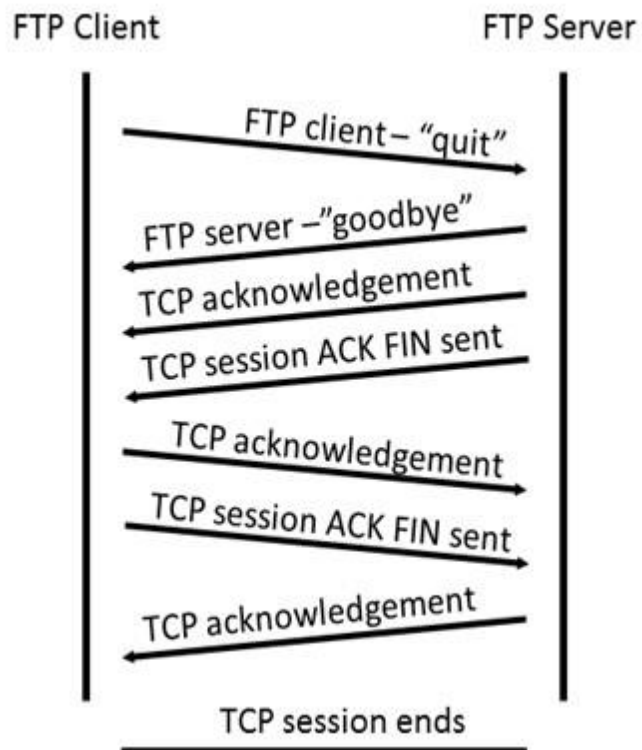 FTP Client
FTP Server
FTP client – "quit"
FTP server –"goodbye"
TCP acknowledgement
TCP session ACK FIN sent
TCP acknowledgement
TCP session ACK FIN sent
TCP acknowledgement
TCP session ends